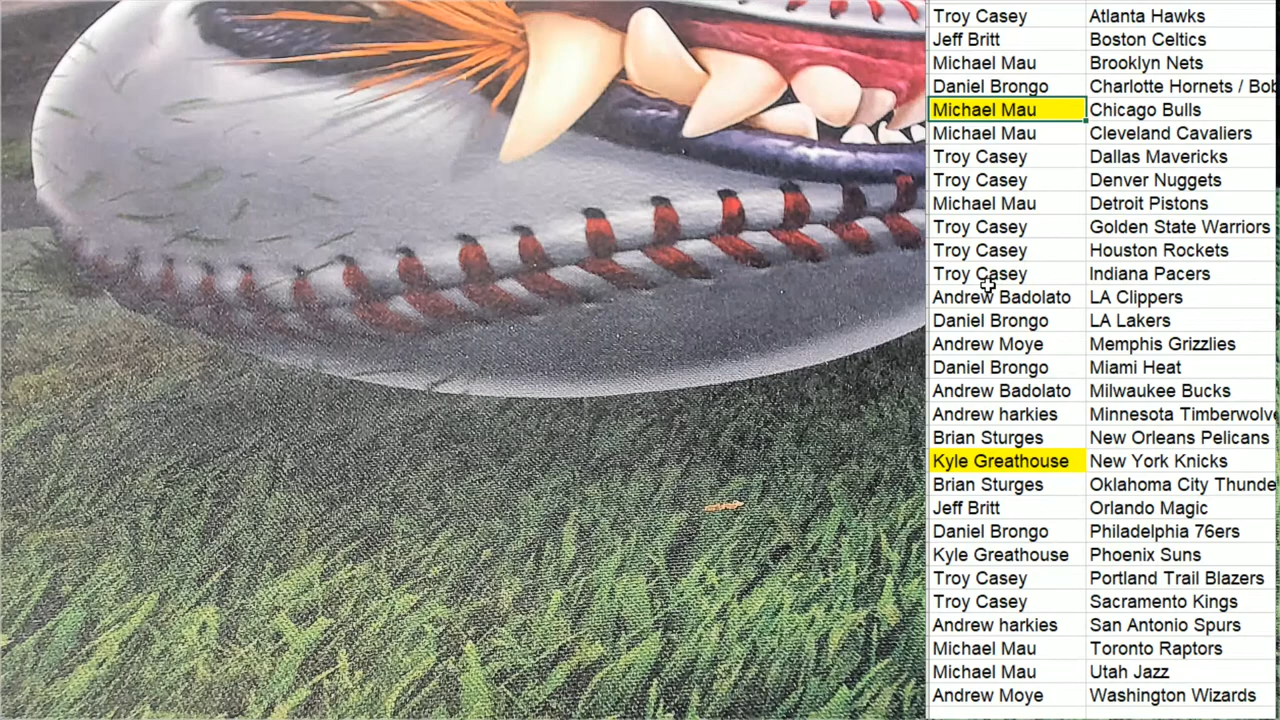 Troy Casey Atlanta Hawks
Jeff Britt Boston Celtics
Michael Mau Brooklyn Nets
Daniel Brongo Charlotte Hornets / Bob
Michael Mau Chicago Bulls
Michael Mau Cleveland Cavaliers
Troy Casey Dallas Mavericks
Troy Casey Denver Nuggets
Michael Mau Detroit Pistons
Troy Casey Golden State Warriors
Troy Casey Houston Rockets
Troy Casey Indiana Pacers
Andrew Badolato LA Clippers
Daniel Brongo LA Lakers
Andrew Moye Memphis Grizzlies
Daniel Brongo Miami Heat
Andrew Badolato Milwaukee Bucks
Andrew harkies Minnesota Timberwolve
Brian Sturges New Orleans Pelicans
Kyle Greathouse New York Knicks
Brian Sturges Oklahoma City Thunde
Jeff Britt Orlando Magic
Daniel Brongo Philadelphia 76ers
Kyle Greathouse Phoenix Suns
Troy Casey Portland Trail Blazers
Troy Casey Sacramento Kings
Andrew harkies San Antonio Spurs
Michael Mau Toronto Raptors
Michael Mau Utah Jazz
Andrew Moye Washington Wizards